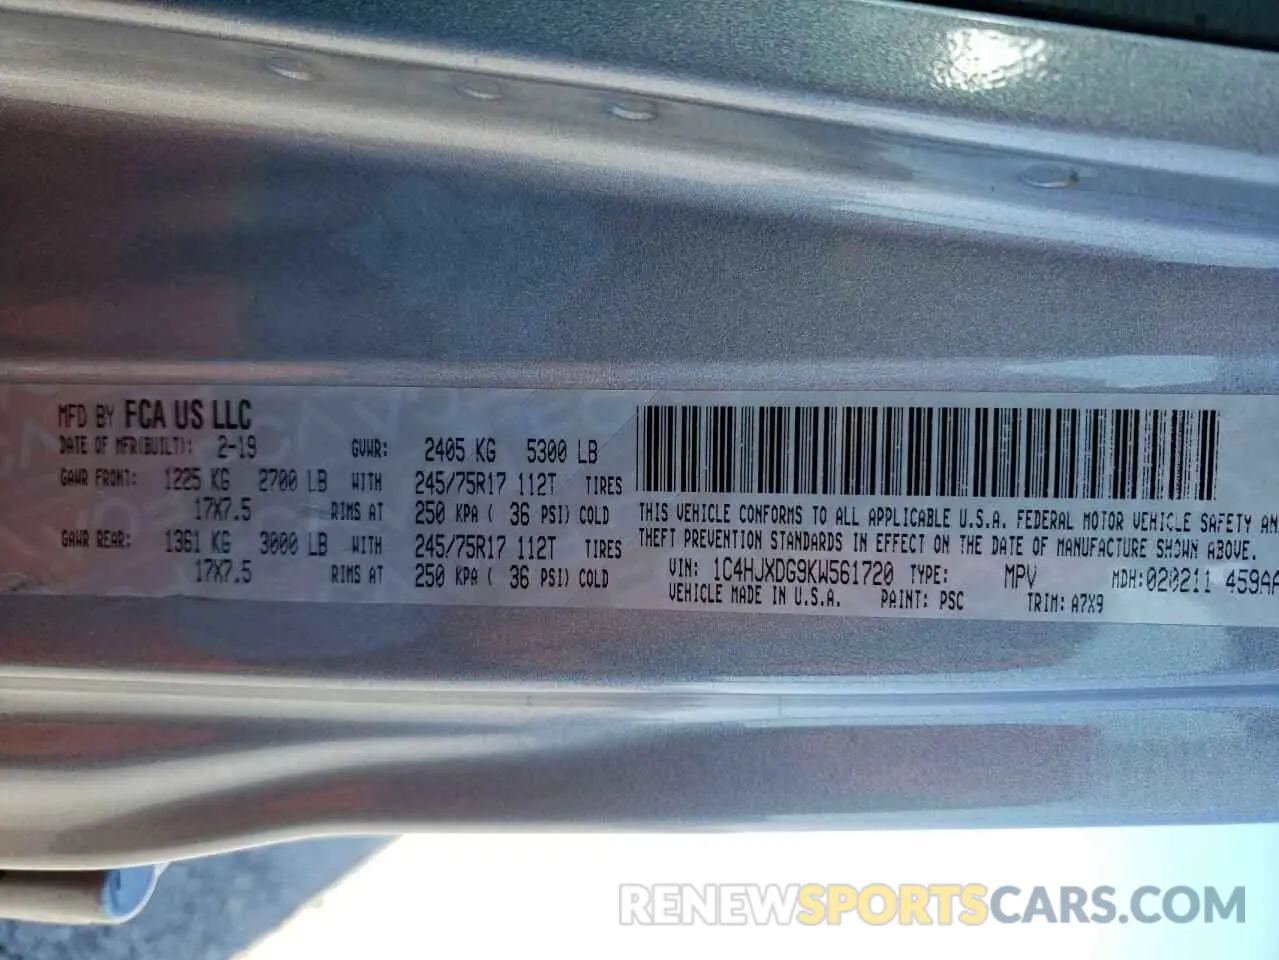 MFD BY FCA US LLC
DATE OF MFR(BUILT): 2-19 GVWR: 2405 KG 5300 LB
GAWR FRONT: 1225 KG 2700 LB WITH 245/75R17 112T TIRES
17X7.5 RIMS AT 250 KPA ( 36 PSI) COLD
GAWR REAR: 1361 KG 3000 LB WITH 245/75R17 112T TIRES
17X7.5 RIMS AT 250 KPA ( 36 PSI) COLD
THIS VEHICLE CONFORMS TO ALL APPLICABLE U.S.A. FEDERAL MOTOR VEHICLE SAFETY AN
THEFT PREVENTION STANDARDS IN EFFECT ON THE DATE OF MANUFACTURE SHOWN ABOVE.
VIN: 1C4HJXDG9KW561720 TYPE: MPV MDH:020211 459AA
VEHICLE MADE IN U.S.A. PAINT: PSC TRIM: A7X9
RENEWSPORTSCARS.COM